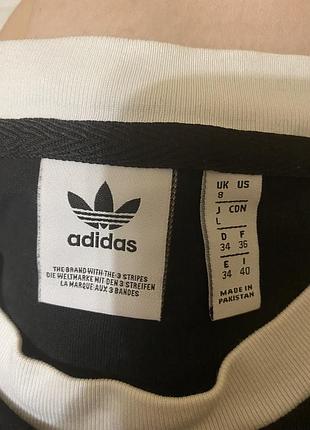 adidas
THE BRAND WITH THE 3 STRIPES
DIE WELTMARKE MIT DEN 3 STREIFEN
LA MARQUE AUX 3 BANDES
UK US
8
J CDN
L
D F
34 36
E I
34 40
MADE IN
PAKISTAN